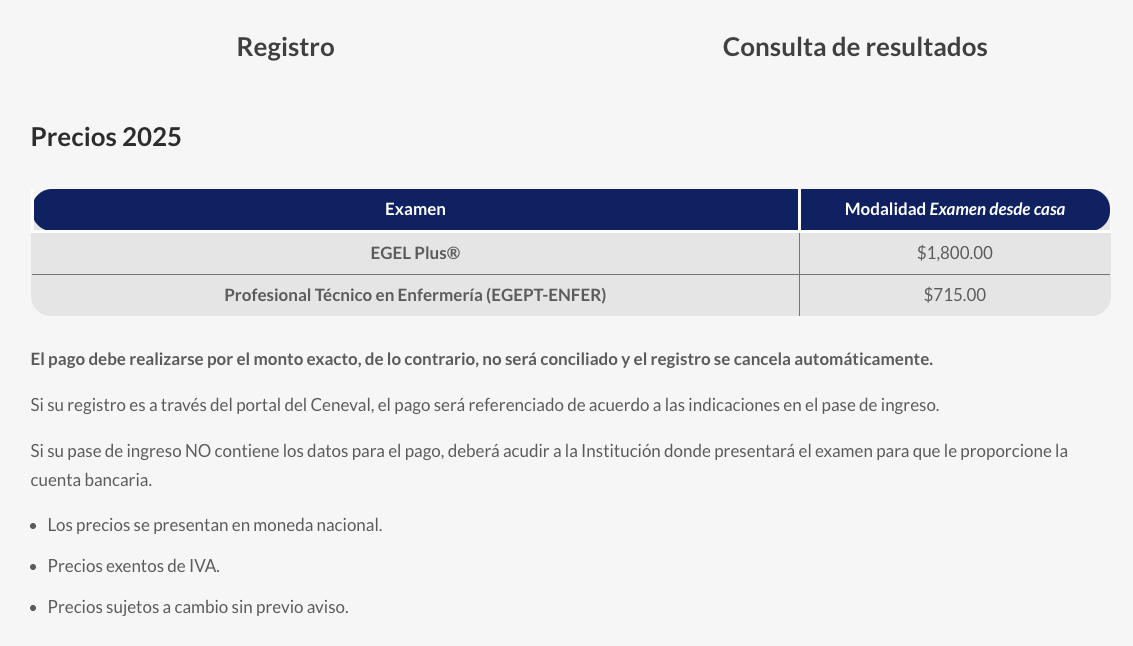 Registro
Consulta de resultados
Precios 2025
Examen
Modalidad Examen desde casa
EGEL Plus®
$1,800.00
Profesional Técnico en Enfermería (EGEPT-ENFER)
$715.00
El pago debe realizarse por el monto exacto, de lo contrario, no será conciliado y el registro se cancela automáticamente.
Si su registro es a través del portal del Ceneval, el pago será referenciado de acuerdo a las indicaciones en el pase de ingreso.
Si su pase de ingreso NO contiene los datos para el pago, deberá acudir a la Institución donde presentará el examen para que le proporcione la
cuenta bancaria.
• Los precios se presentan en moneda nacional.
• Precios exentos de IVA.
• Precios sujetos a cambio sin previo aviso.